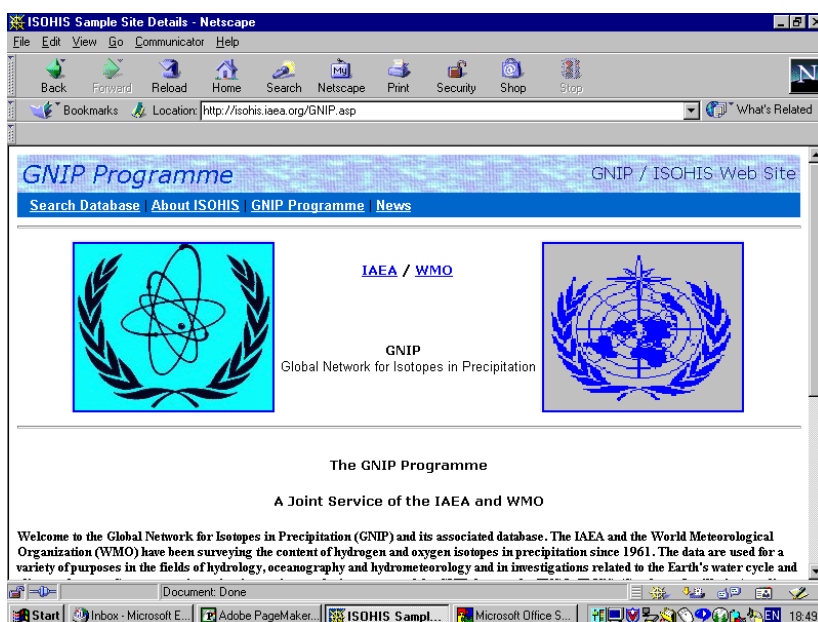 ISOHIS Sample Site Details - Netscape
File Edit View Go Communicator Help
Back Forward Reload Home Search Netscape Print Security Shop Stop
My
N
Bookmarks Location: http://isohis.iaea.org/GNIP.asp What's Related
GNIP Programme GNIP / ISOHIS Web Site
Search Database | About ISOHIS | GNIP Programme | News
IAEA / WMO
GNIP
Global Network for Isotopes in Precipitation
The GNIP Programme
A Joint Service of the IAEA and WMO
Welcome to the Global Network for Isotopes in Precipitation (GNIP) and its associated database. The IAEA and the World Meteorological
Organization (WMO) have been surveying the content of hydrogen and oxygen isotopes in precipitation since 1961. The data are used for a
variety of purposes in the fields of hydrology, oceanography and hydrometeorology and in investigations related to the Earth's water cycle and
Document: Done
Start Inbox - Microsoft E... Adobe PageMaker... ISOHIS Sampl... Microsoft Office S... EN 18:49